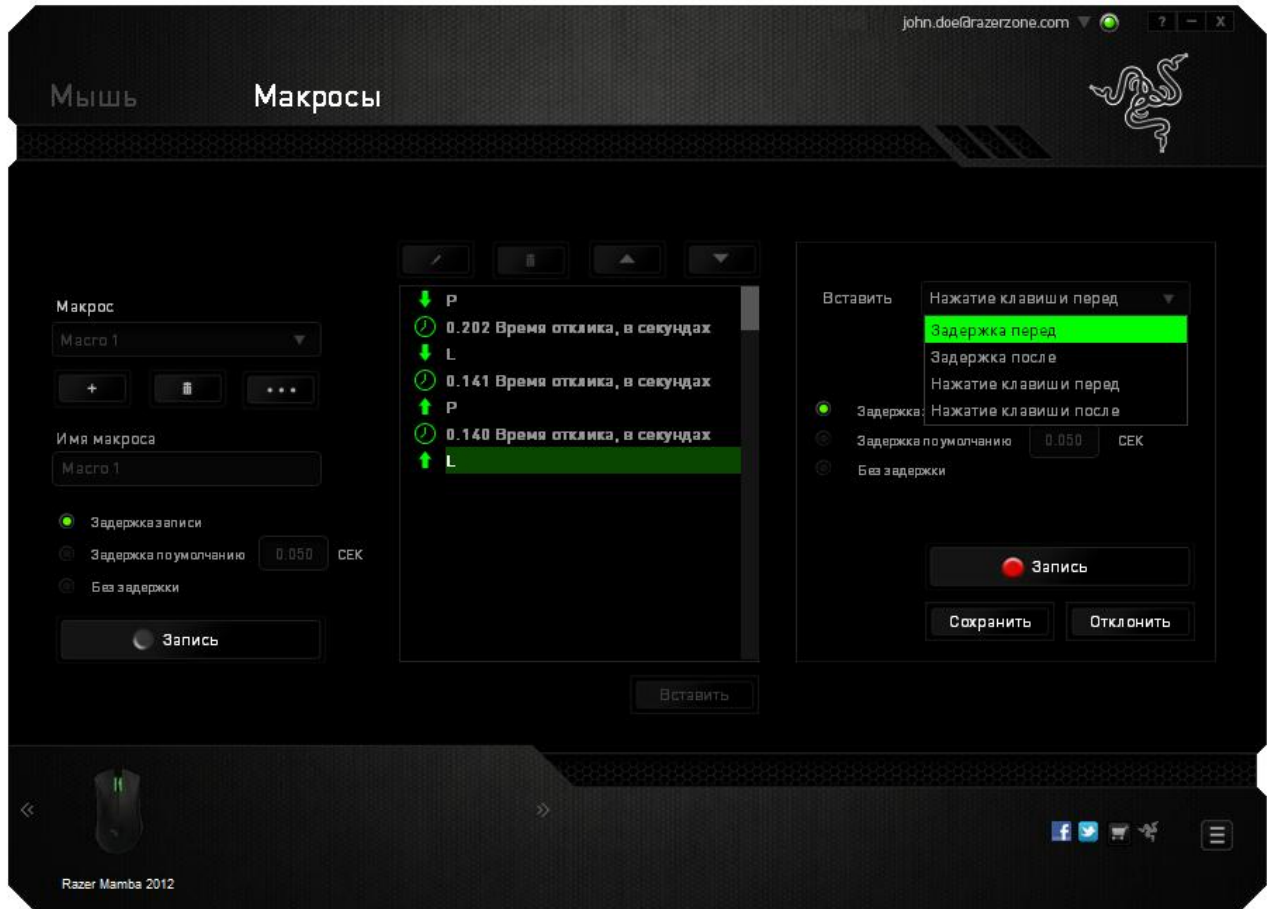 john.doe@razerzone.com
? – X
Мышь
Макросы
Макрос
Macro 1
+
Имя макроса
Macro 1
Задержка записи
Задержка по умолчанию 0.050 СЕК
Без задержки
Запись
P
0.202 Время отклика, в секундах
L
0.141 Время отклика, в секундах
P
0.140 Время отклика, в секундах
L
Вставить
Вставить Нажатие клавиши перед
Задержка перед
Задержка после
Нажатие клавиши перед
Нажатие клавиши после
Задержка
Задержка по умолчанию 0.050 СЕК
Без задержки
Запись
Сохранить
Отклонить
Razer Mamba 2012